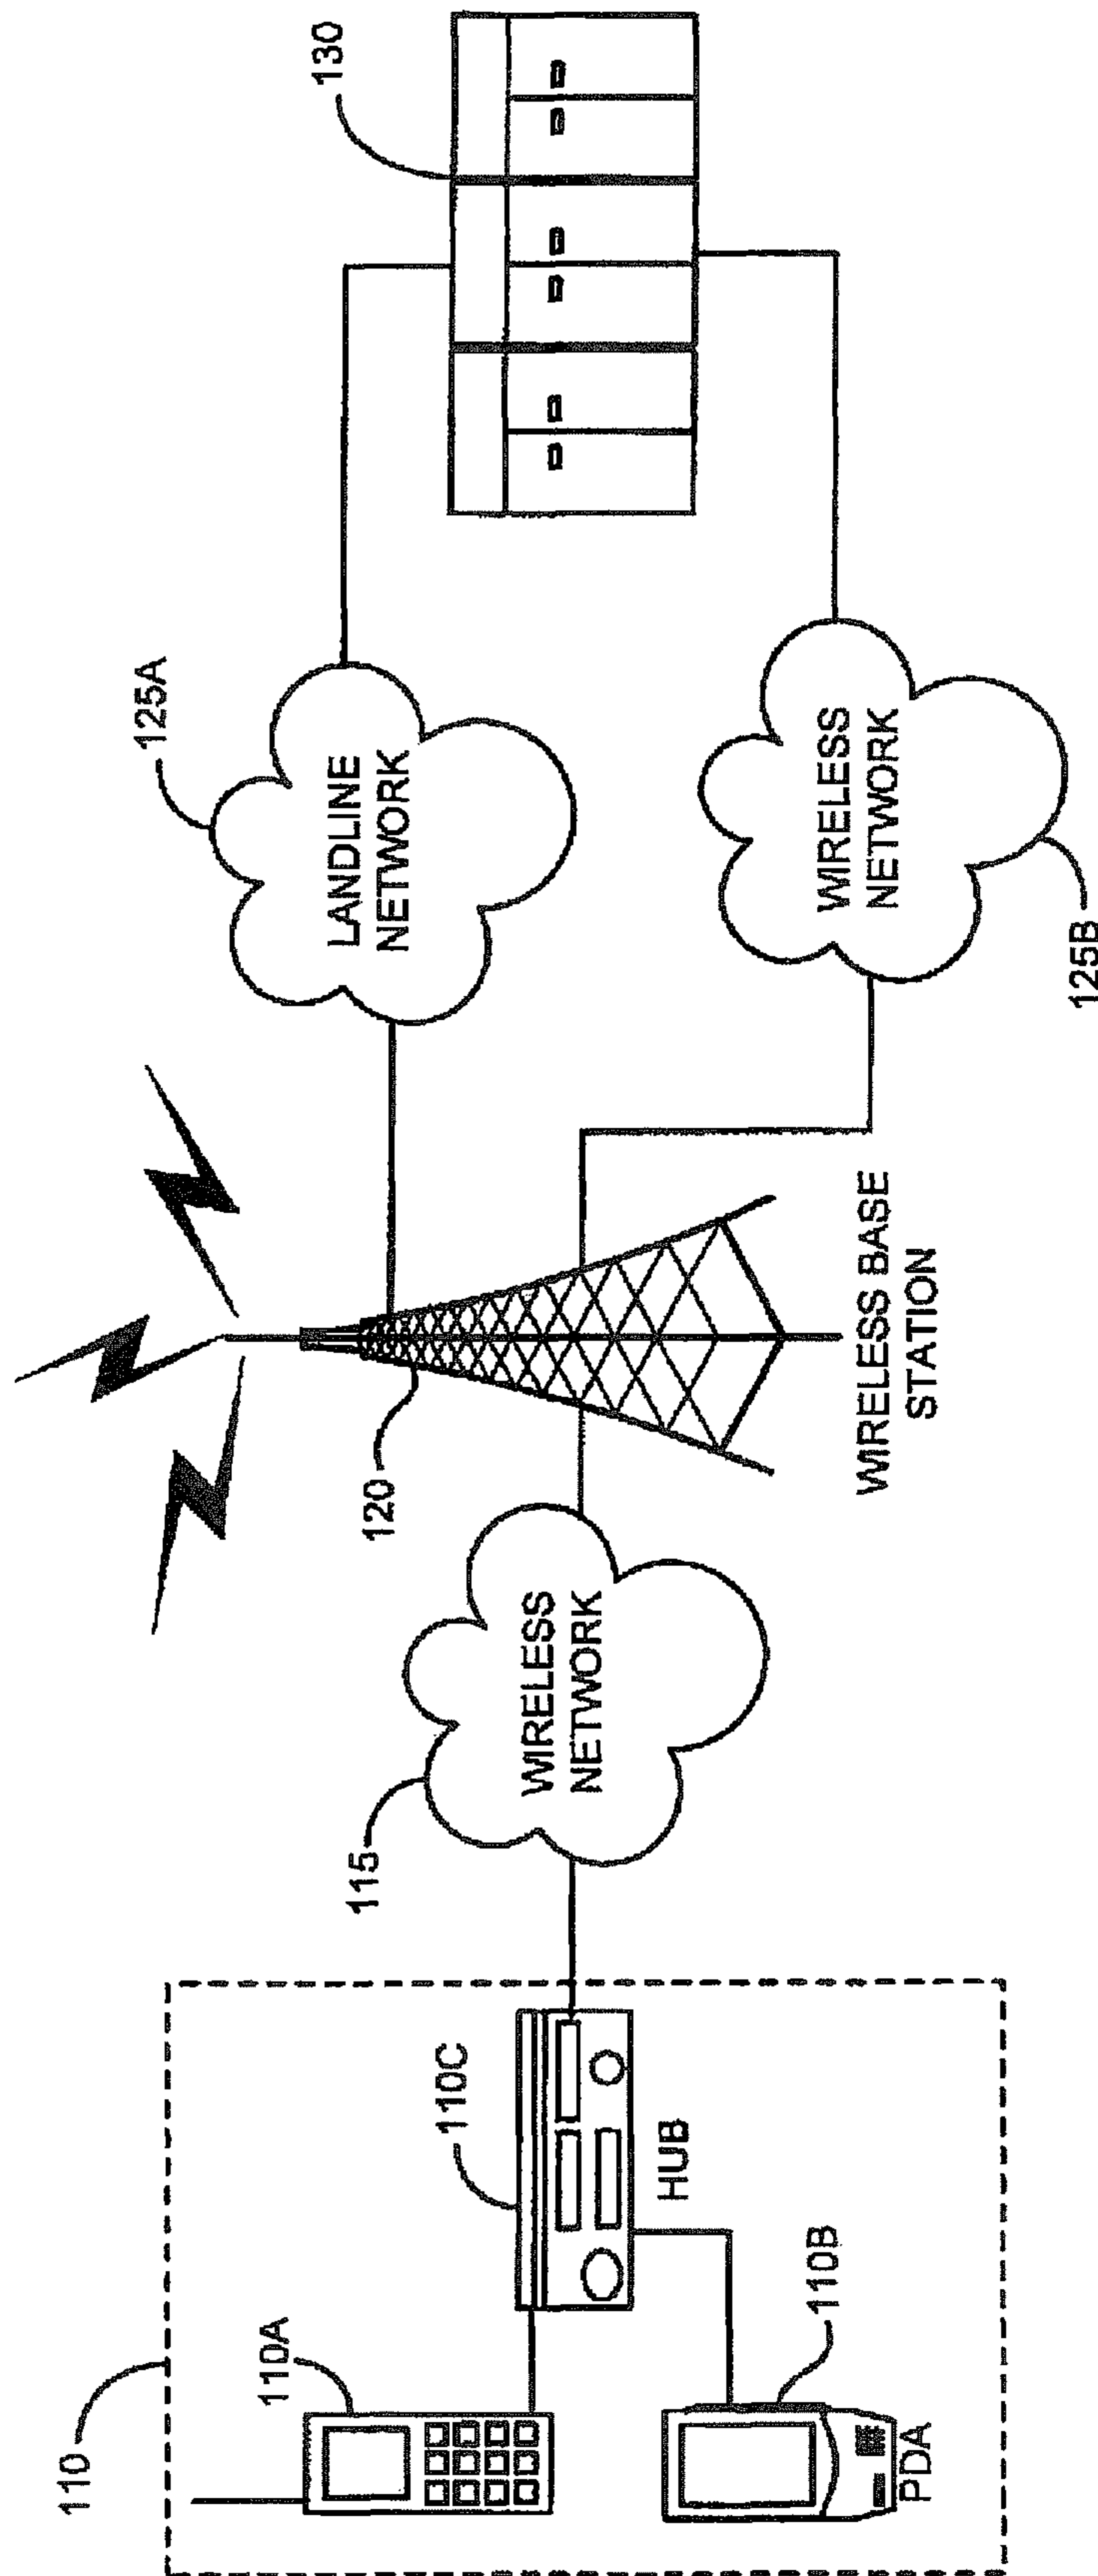 110
110A
110C
HUB
110B
PDA
115
WIRELESS
NETWORK
120
WIRELESS BASE
STATION
125A
LANDLINE
NETWORK
WIRELESS
NETWORK
125B
130